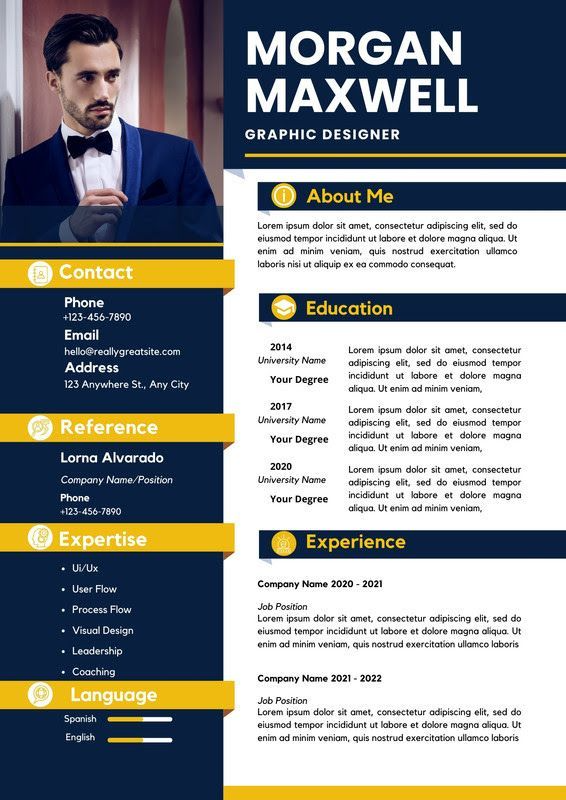 MORGAN
MAXWELL
GRAPHIC DESIGNER
Contact
Phone
+123-456-7890
Email
hello@reallygreatsite.com
Address
123 Anywhere St., Any City
Reference
Lorna Alvarado
Company Name/Position
Phone
+123-456-7890
Expertise
• Ui/Ux
• User Flow
• Process Flow
• Visual Design
• Leadership
• Coaching
Language
Spanish
English
About Me
Lorem ipsum dolor sit amet, consectetur adipiscing elit, sed do
eiusmod tempor incididunt ut labore et dolore magna aliqua. Ut
enim ad minim veniam, quis nostrud exercitation ullamco
laboris nisi ut aliquip ex ea commodo consequat.
Education
2014
University Name
Your Degree
Lorem ipsum dolor sit amet, consectetur
adipiscing elit, sed do eiusmod tempor
incididunt ut labore et dolore magna
aliqua. Ut enim ad minim veniam,
2017
University Name
Your Degree
Lorem ipsum dolor sit amet, consectetur
adipiscing elit, sed do eiusmod tempor
incididunt ut labore et dolore magna
aliqua. Ut enim ad minim veniam,
2020
University Name
Your Degree
Lorem ipsum dolor sit amet, consectetur
adipiscing elit, sed do eiusmod tempor
incididunt ut labore et dolore magna
aliqua. Ut enim ad minim veniam,
Experience
Company Name 2020 - 2021
Job Position
Lorem ipsum dolor sit amet, consectetur adipiscing elit, sed do
eiusmod tempor incididunt ut labore et dolore magna aliqua. Ut
enim ad minim veniam, quis nostrud exercitation ullamco laboris
Company Name 2021 - 2022
Job Position
Lorem ipsum dolor sit amet, consectetur adipiscing elit, sed do
eiusmod tempor incididunt ut labore et dolore magna aliqua. Ut
enim ad minim veniam, quis nostrud exercitation ullamco laboris